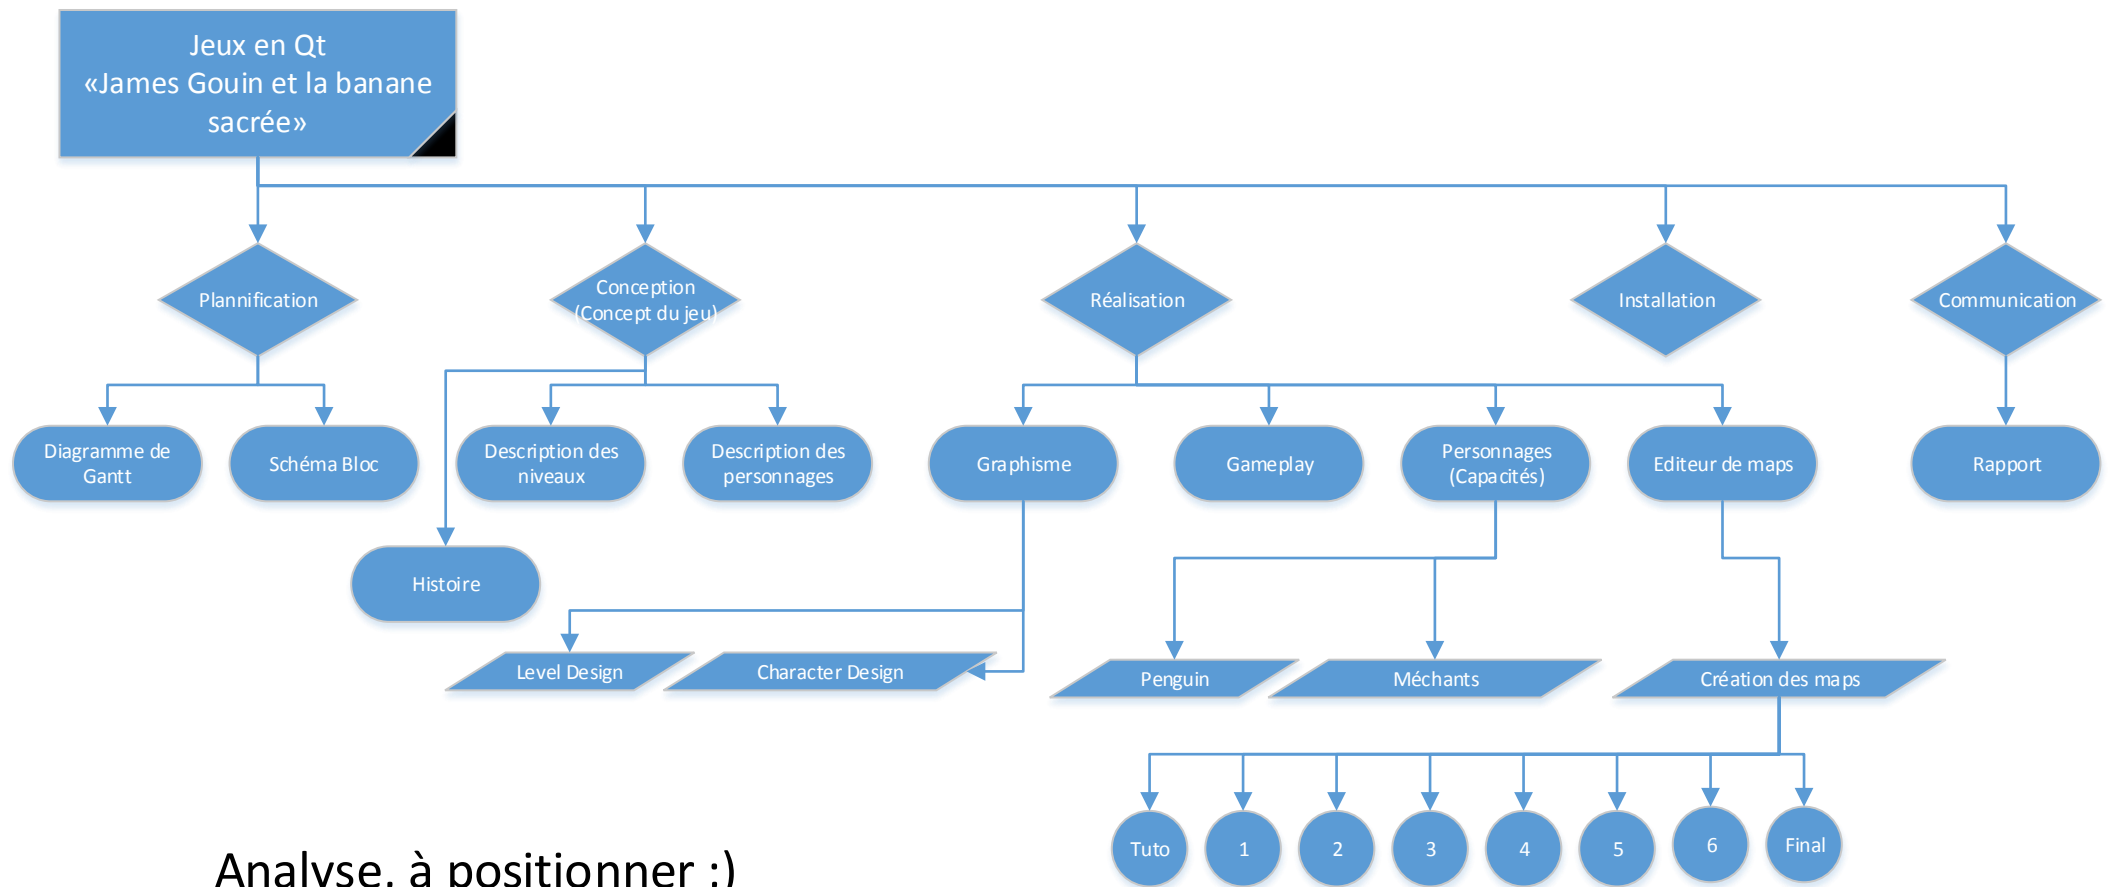 Jeux en Qt
«James Gouin et la banane
sacrée»
Plannification
Conception
(Concept du jeu)
Réalisation
Installation
Communication
Diagramme de
Gantt
Schéma Bloc
Description des
niveaux
Description des
personnages
Graphisme
Gameplay
Personnages
(Capacités)
Editeur de maps
Rapport
Histoire
Level Design
Character Design
Penguin
Méchants
Création des maps
Tuto
1
2
3
4
5
6
Final
Analyse, à positionner ;)